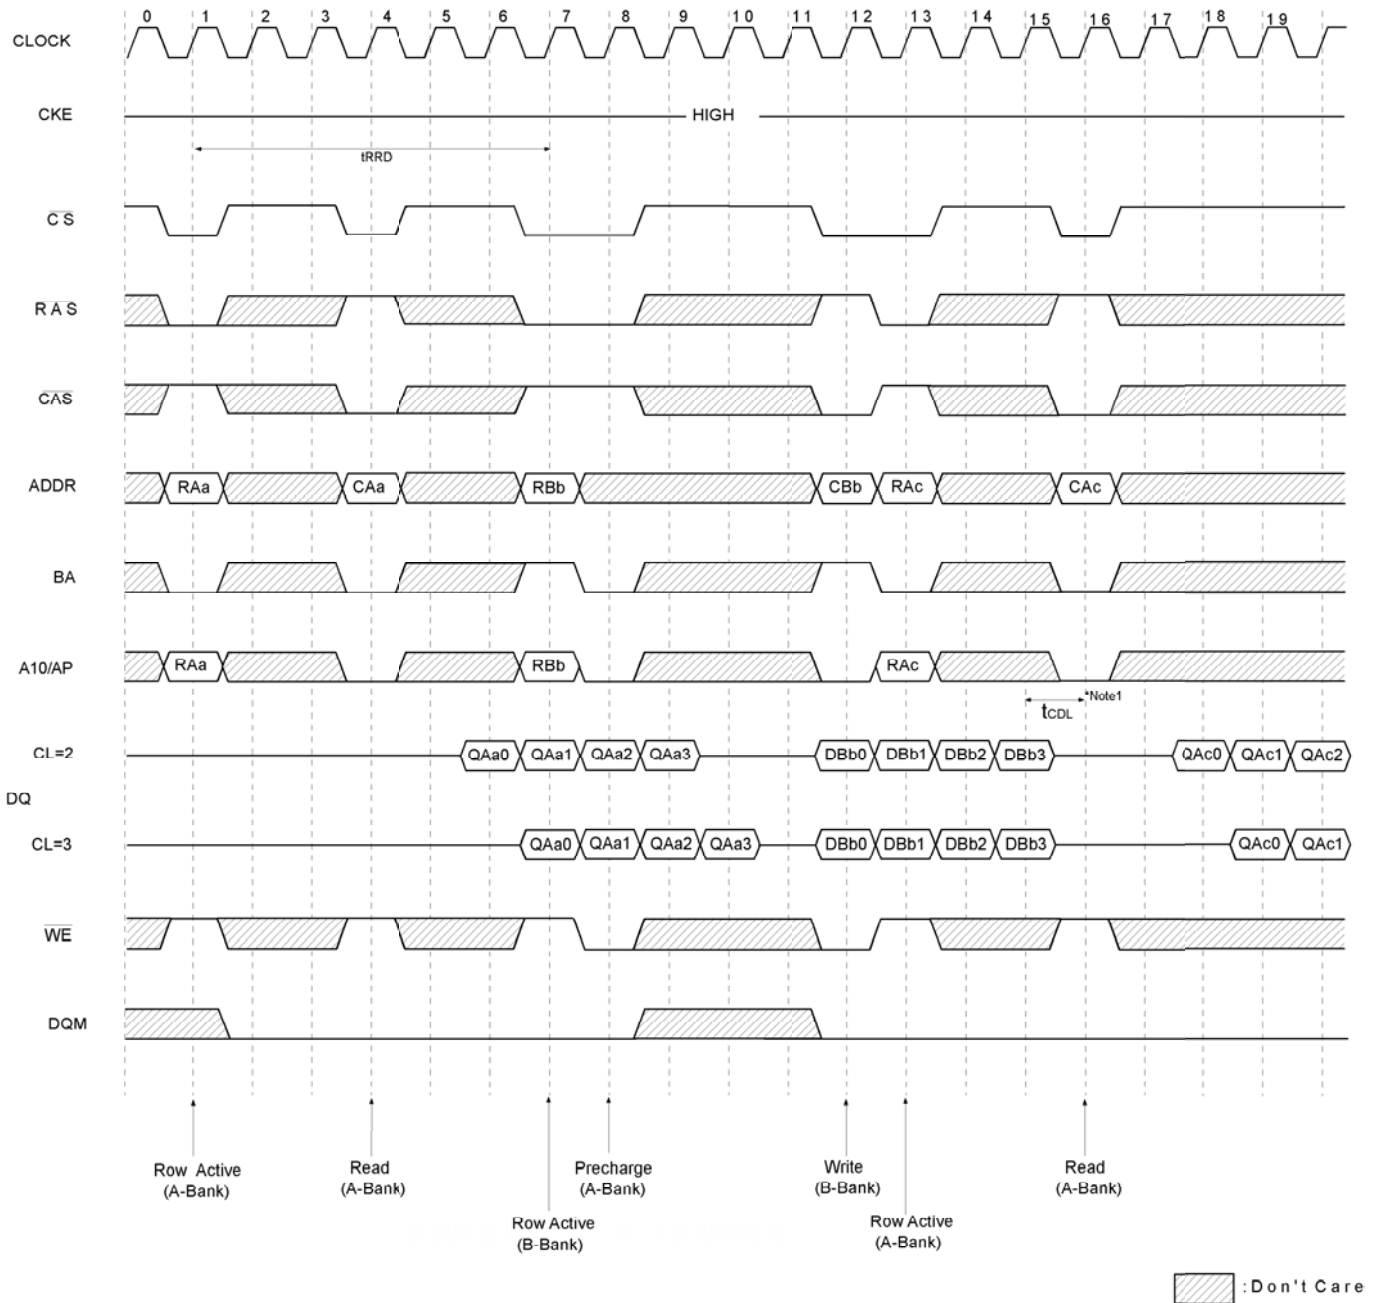 0 1 2 3 4 5 6 7 8 9 10 11 12 13 14 15 16 17 18 19
CLOCK
CKE
HIGH
tRRD
CS
RAS
CAS
ADDR
RAa CAa RBb CBb RAc CAc
BA
A10/AP
RAa RBb RAc
tCDL *Note1
CL=2
QAa0 QAa1 QAa2 QAa3 DBb0 DBb1 DBb2 DBb3 QAc0 QAc1 QAc2
DQ
CL=3
QAa0 QAa1 QAa2 QAa3 DBb0 DBb1 DBb2 DBb3 QAc0 QAc1
WE
DQM
Row Active
(A-Bank)
Read
(A-Bank)
Precharge
(A-Bank)
Write
(B-Bank)
Read
(A-Bank)
Row Active
(B-Bank)
Row Active
(A-Bank)
:Don't Care